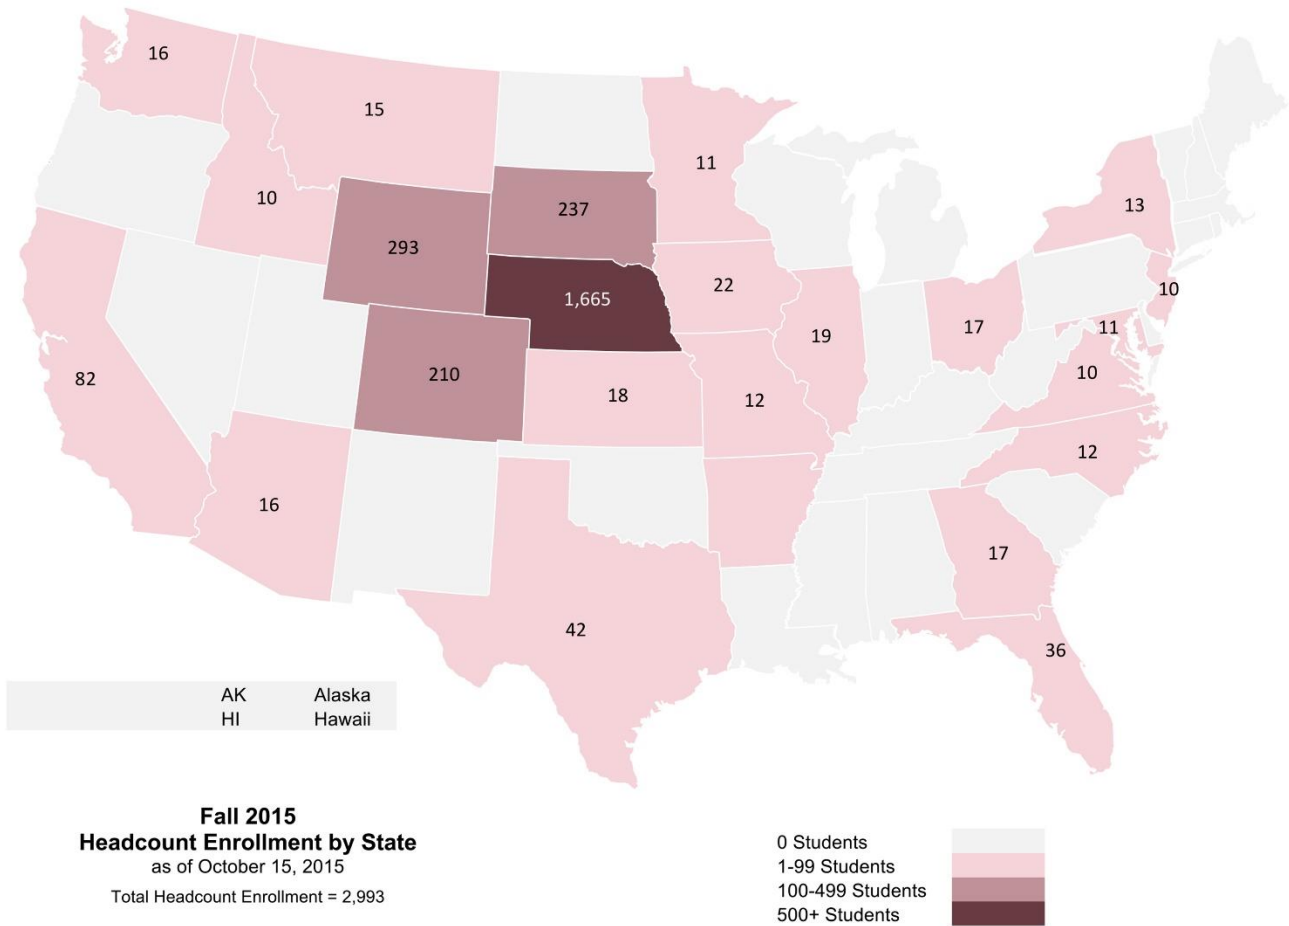 16
15
11
10
237
13
293
22
1,665
10
19
17
11
82
210
18
12
10
12
16
17
42
36
AK Alaska
HI Hawaii
Fall 2015
Headcount Enrollment by State
as of October 15, 2015
Total Headcount Enrollment = 2,993
0 Students
1-99 Students
100-499 Students
500+ Students